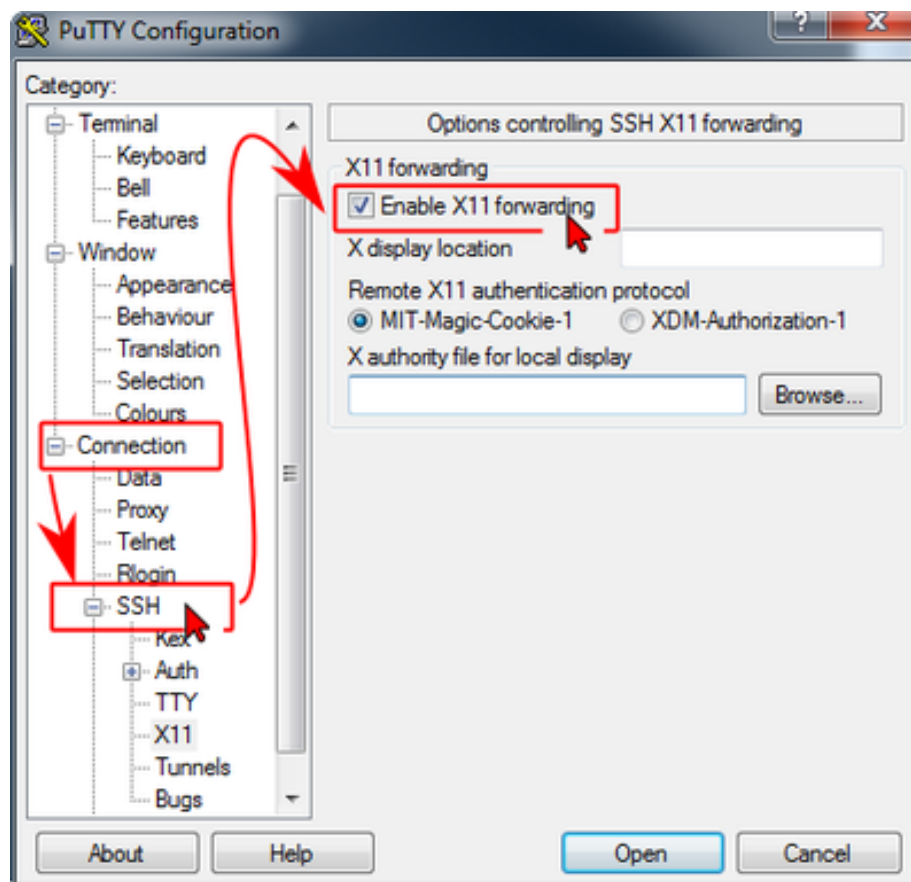 PuTTY Configuration
?
X
Category:
Terminal
Keyboard
Bell
Features
Window
Appearance
Behaviour
Translation
Selection
Colours
Connection
Data
Proxy
Telnet
Rlogin
SSH
Kex
Auth
TTY
X11
Tunnels
Bugs
Options controlling SSH X11 forwarding
X11 forwarding
Enable X11 forwarding
X display location
Remote X11 authentication protocol
MIT-Magic-Cookie-1 XDM-Authorization-1
X authority file for local display
Browse...
About Help Open Cancel